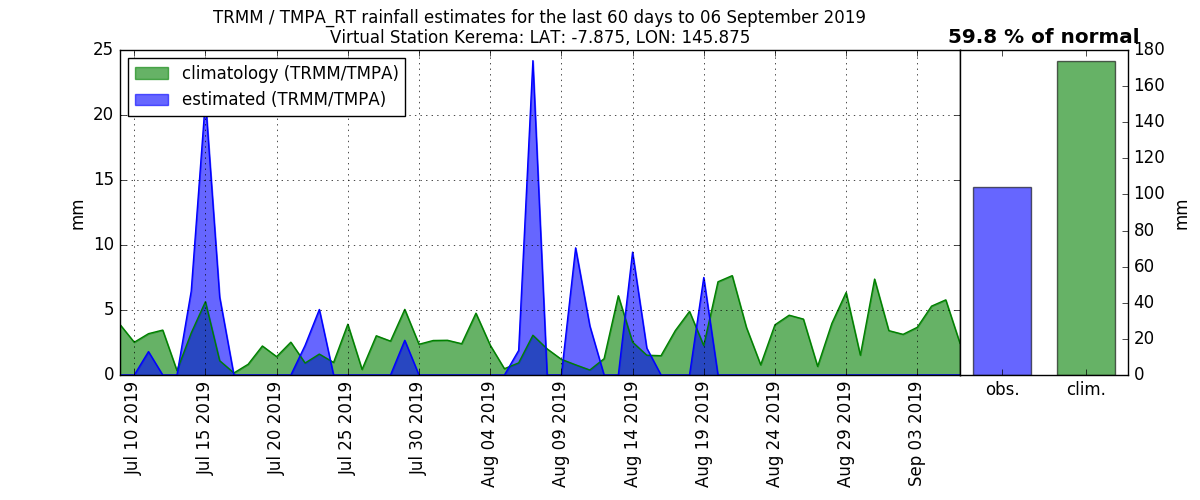 TRMM / TMPA_RT rainfall estimates for the last 60 days to 06 September 2019
Virtual Station Kerema: LAT: -7.875, LON: 145.875
59.8 % of normal
climatology (TRMM/TMPA)
estimated (TRMM/TMPA)
25
20
15
10
5
0
mm
Jul 10 2019
Jul 15 2019
Jul 20 2019
Jul 25 2019
Jul 30 2019
Aug 04 2019
Aug 09 2019
Aug 14 2019
Aug 19 2019
Aug 24 2019
Aug 29 2019
Sep 03 2019
180
160
140
120
100
80
60
40
20
0
mm
obs.
clim.